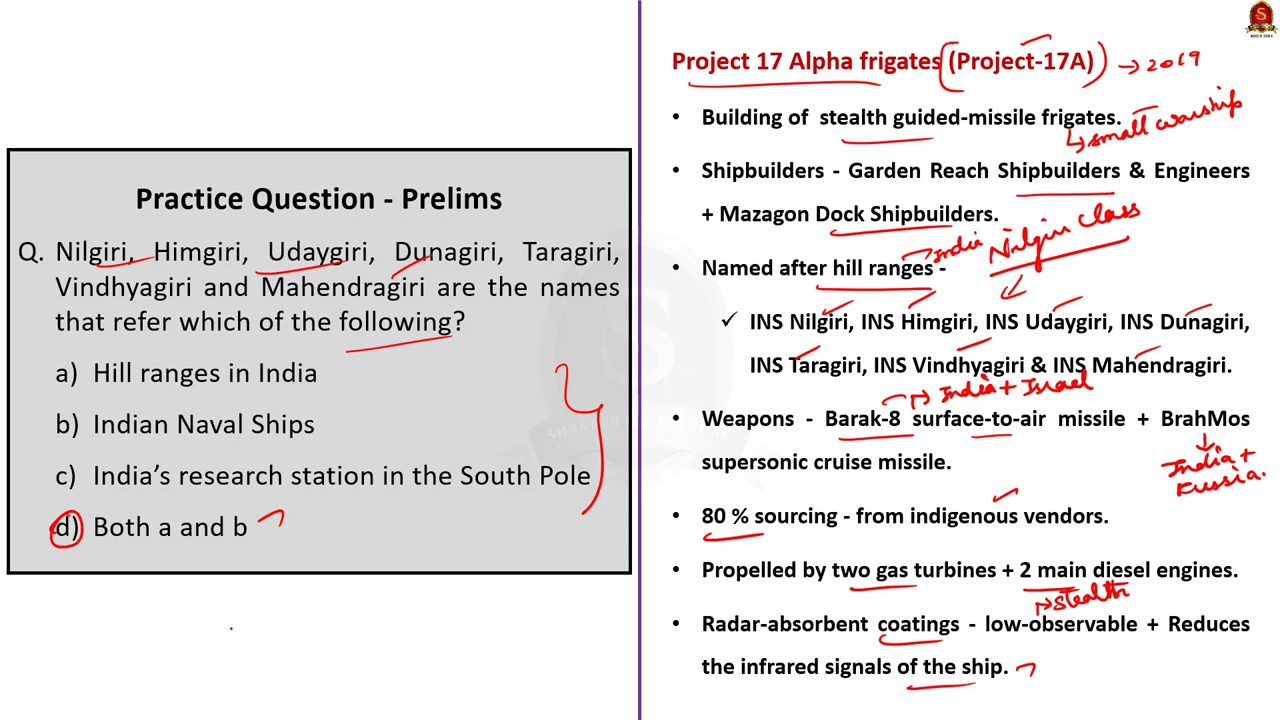 Practice Question - Prelims
Q. Nilgiri, Himgiri, Udaygiri, Dunagiri, Taragiri,
Vindhyagiri and Mahendragiri are the names
that refer which of the following?
a) Hill ranges in India
b) Indian Naval Ships
c) India’s research station in the South Pole
d) Both a and b
Project 17 Alpha frigates (Project-17A) → 2019
• Building of stealth guided-missile frigates.
↳ small warship
• Shipbuilders - Garden Reach Shipbuilders & Engineers
+ Mazagon Dock Shipbuilders.
India Nilgiri class
• Named after hill ranges -
✓ INS Nilgiri, INS Himgiri, INS Udaygiri, INS Dunagiri,
INS Taragiri, INS Vindhyagiri & INS Mahendragiri.
India + Israel
• Weapons - Barak-8 surface-to-air missile + BrahMos
supersonic cruise missile.
India +
Russia.
• 80 % sourcing - from indigenous vendors.
• Propelled by two gas turbines + 2 main diesel engines.
stealth
• Radar-absorbent coatings - low-observable + Reduces
the infrared signals of the ship.